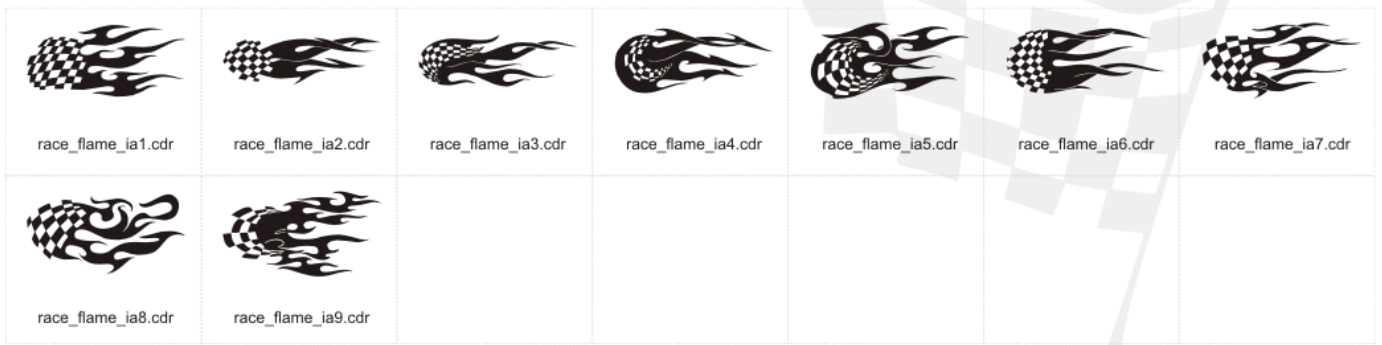 race_flame_ia1.cdr
race_flame_ia2.cdr
race_flame_ia3.cdr
race_flame_ia4.cdr
race_flame_ia5.cdr
race_flame_ia6.cdr
race_flame_ia7.cdr
race_flame_ia8.cdr
race_flame_ia9.cdr